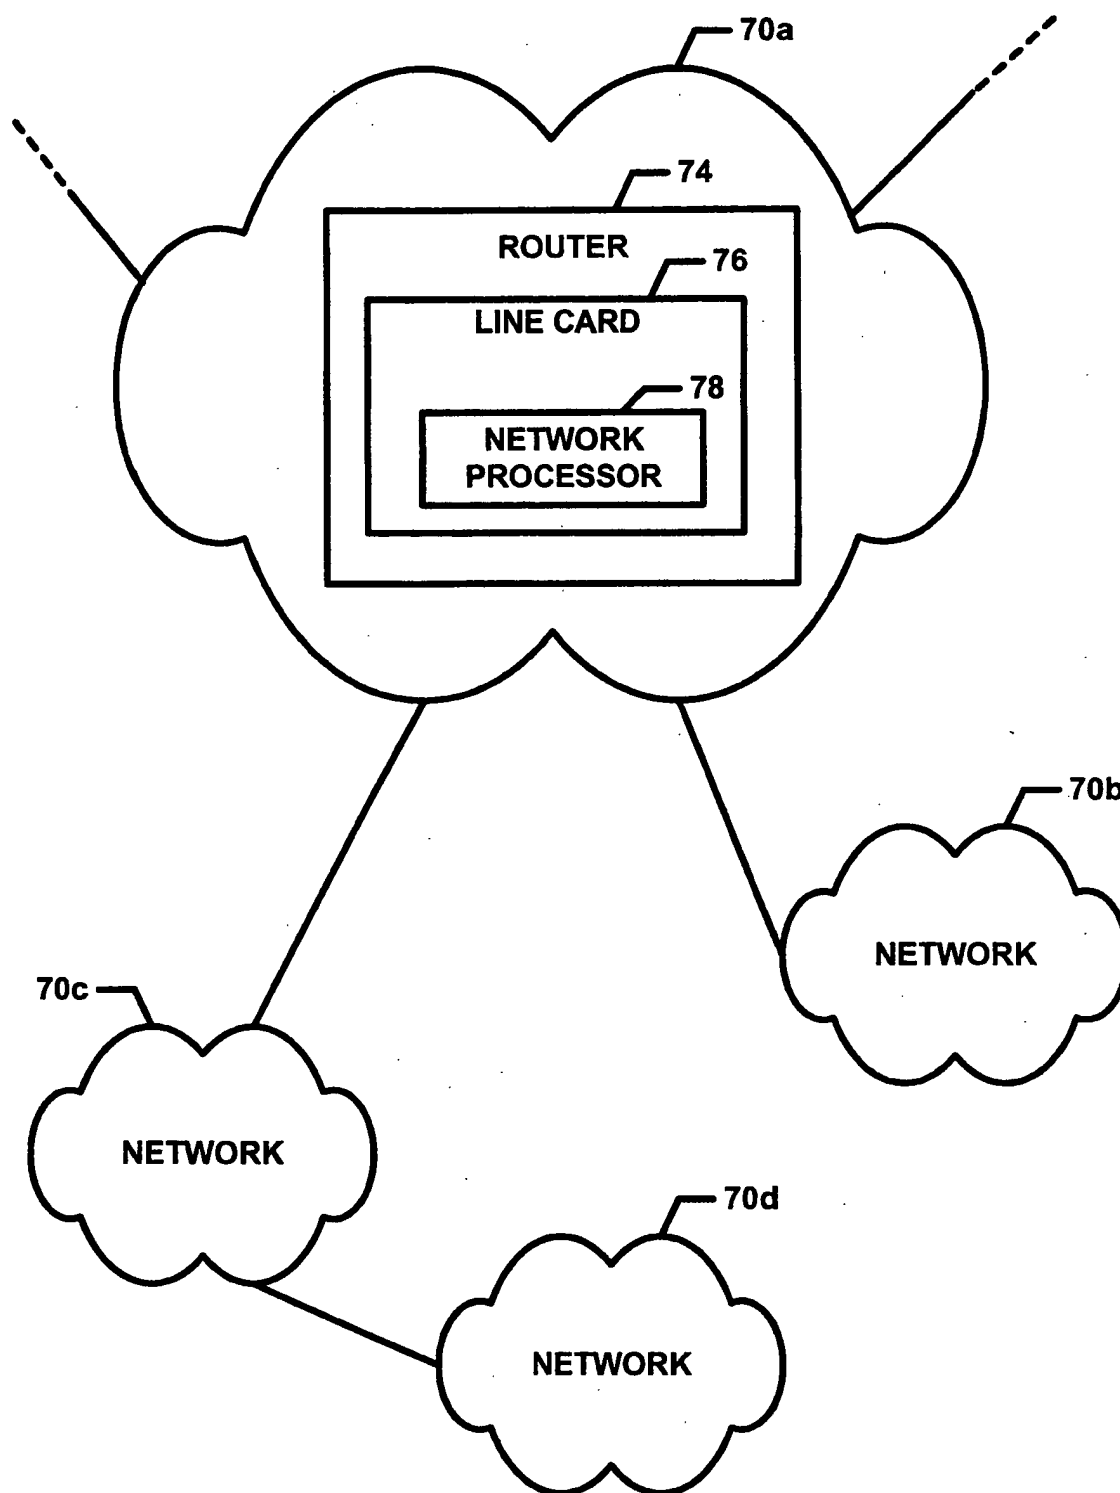 70a
74
ROUTER
76
LINE CARD
78
NETWORK
PROCESSOR
70b
NETWORK
70c
NETWORK
70d
NETWORK